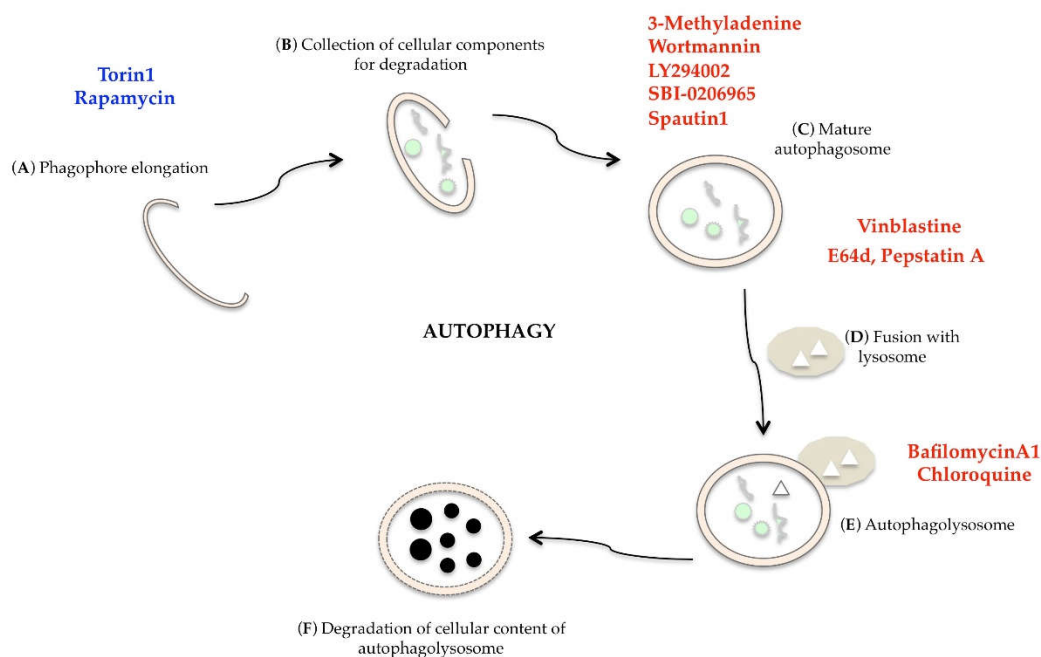 Torin1
Rapamycin
(A) Phagophore elongation
(B) Collection of cellular components
for degradation
3-Methyladenine
Wortmannin
LY294002
SBI-0206965
Spautin1
(C) Mature
autophagosome
Vinblastine
E64d, Pepstatin A
AUTOPHAGY
(D) Fusion with
lysosome
BafilomycinA1
Chloroquine
(E) Autophagolysosome
(F) Degradation of cellular content of
autophagolysosome